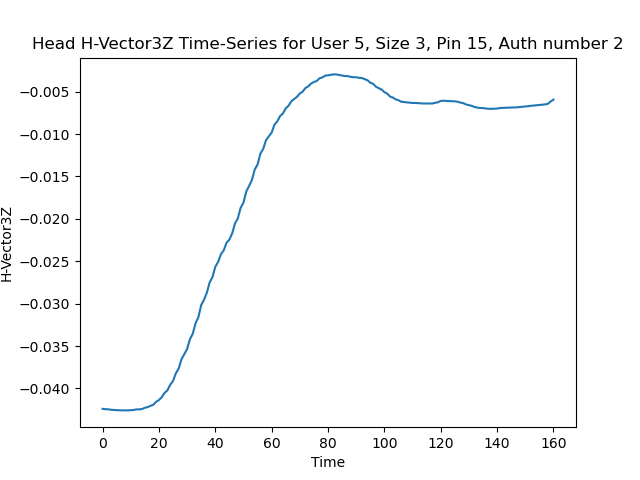 Head H-Vector3Z Time-Series for User 5, Size 3, Pin 15, Auth number 2
H-Vector3Z
−0.005
−0.010
−0.015
−0.020
−0.025
−0.030
−0.035
−0.040
0 20 40 60 80 100 120 140 160
Time